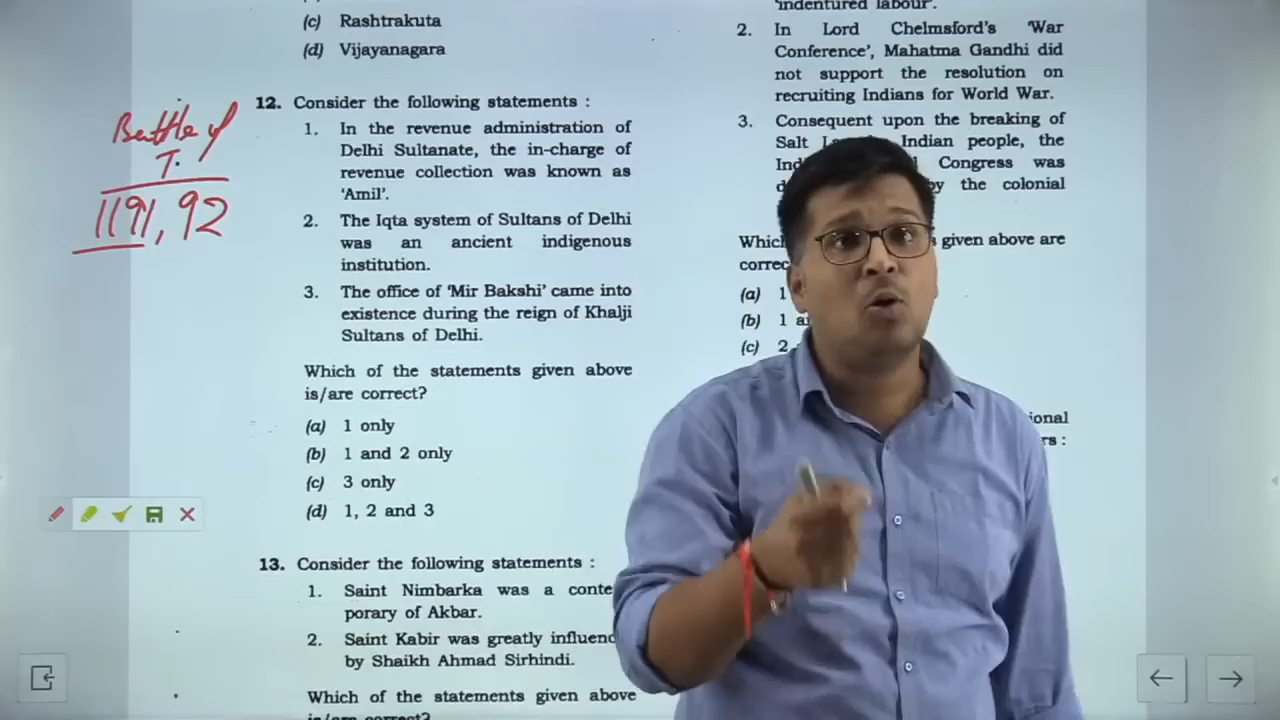 (c) Rashtrakuta
(d) Vijayanagara
Battle of
T.
1191, 92
12. Consider the following statements :
1. In the revenue administration of
Delhi Sultanate, the in-charge of
revenue collection was known as
'Amil'.
2. The Iqta system of Sultans of Delhi
was an ancient indigenous
institution.
3. The office of 'Mir Bakshi' came into
existence during the reign of Khalji
Sultans of Delhi.
Which of the statements given above
is/are correct?
(a) 1 only
(b) 1 and 2 only
(c) 3 only
(d) 1, 2 and 3
13. Consider the following statements :
1. Saint Nimbarka was a conte
porary of Akbar.
2. Saint Kabir was greatly influenc
by Shaikh Ahmad Sirhindi.
Which of the statements given above
is/are correct?
'indentured labour'.
2. In Lord Chelmsford's 'War
Conference', Mahatma Gandhi did
not support the resolution on
recruiting Indians for World War.
3. Consequent upon the breaking of
Salt Indian people, the
Congress was
by the colonial
given above are
correc
(a) 1
(b) 1
(c) 2